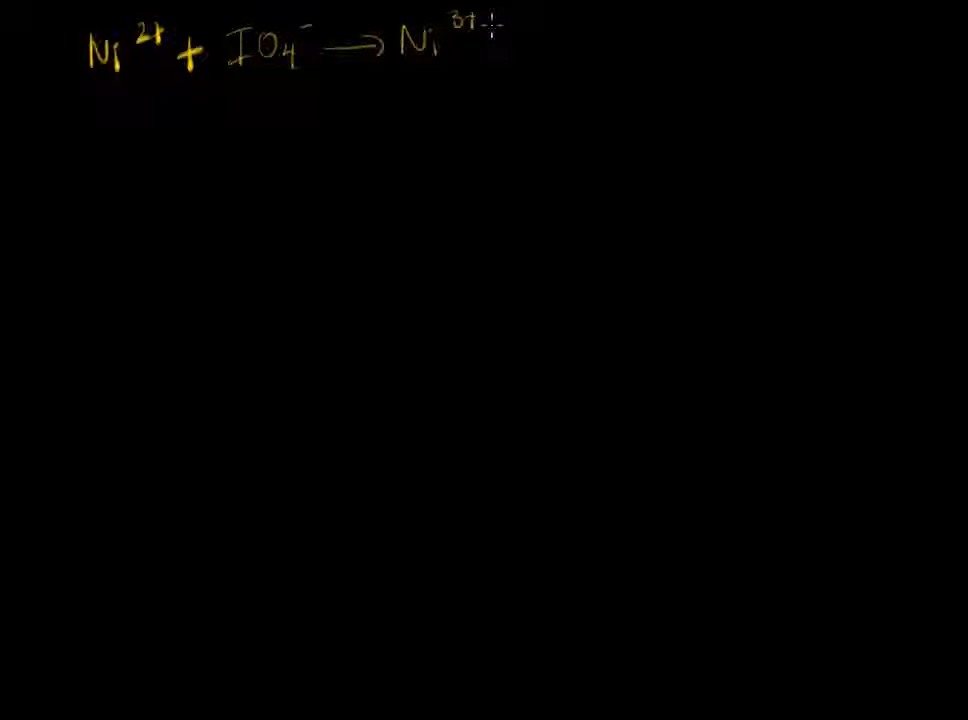 Ni²⁺ + IO₄⁻ → Ni³⁺